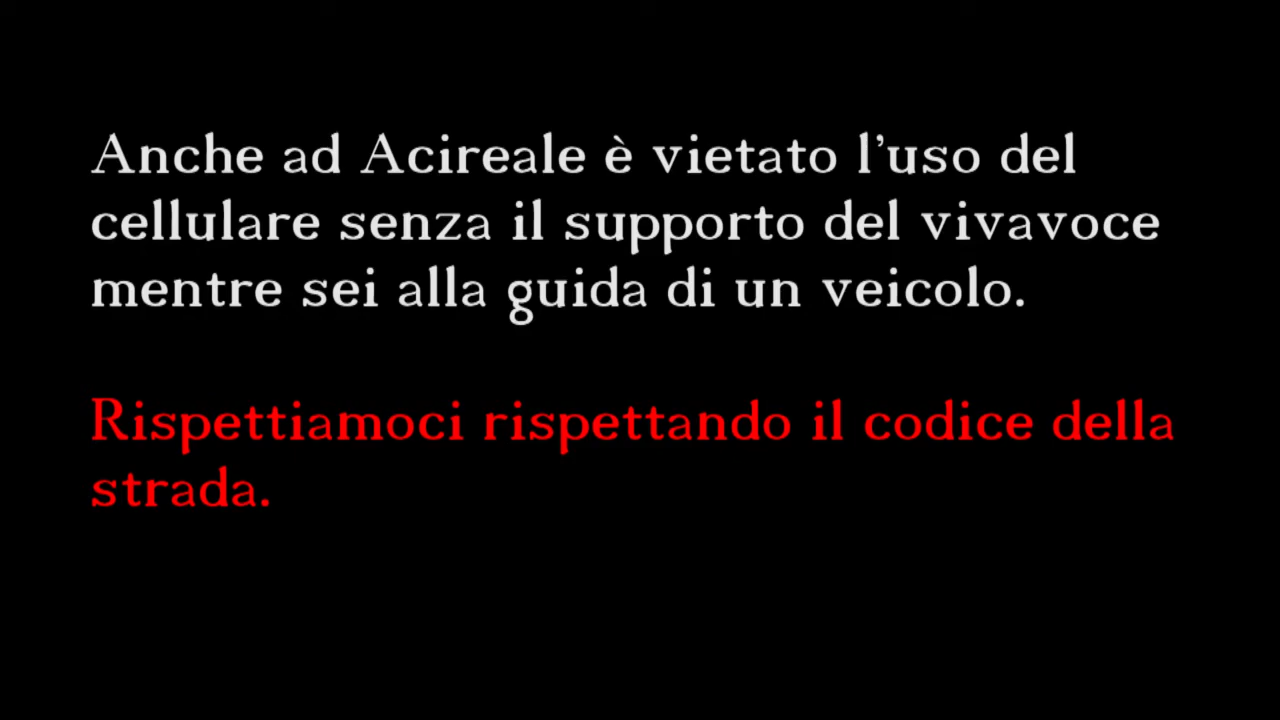 Anche ad Acireale è vietato l’uso del
cellulare senza il supporto del vivavoce
mentre sei alla guida di un veicolo.
Rispettiamoci rispettando il codice della
strada.